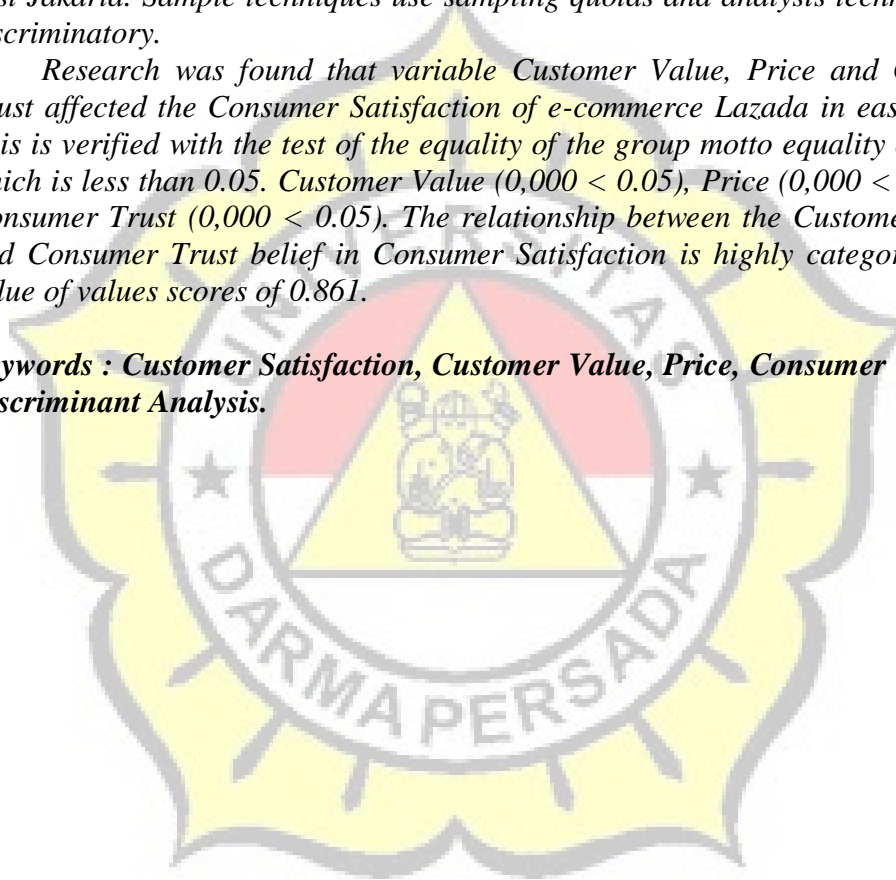 st Jakarta. Sample techniques use sampling quotas and analysis techn
scriminatory.
Research was found that variable Customer Value, Price and C
ust affected the Consumer Satisfaction of e-commerce Lazada in eas
is is verified with the test of the equality of the group motto equality
hich is less than 0.05. Customer Value (0,000 < 0.05), Price (0,000 <
onsumer Trust (0,000 < 0.05). The relationship between the Custome
d Consumer Trust belief in Consumer Satisfaction is highly categor
lue of values scores of 0.861.
eywords : Customer Satisfaction, Customer Value, Price, Consumer
scriminant Analysis.
UNIVERSITAS
DARMA PERSADA